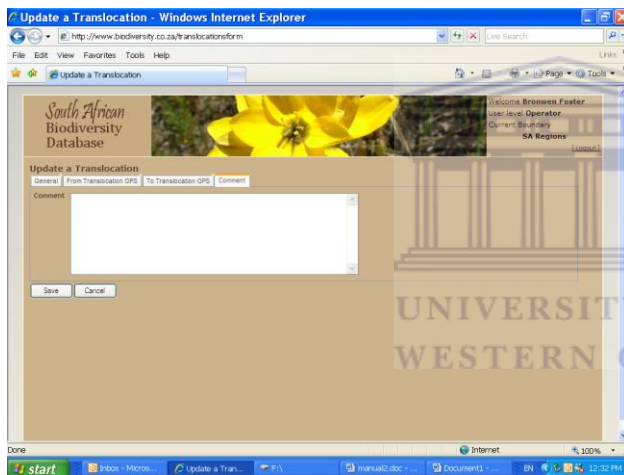 Update a Translocation - Windows Internet Explorer
http://www.biodiversity.co.za/translocationsform
Live Search
File Edit View Favorites Tools Help
Links
Update a Translocation
Page Tools
South African
Biodiversity
Database
Welcome Bronwen Foster
User level Operator
Current Boundary
SA Regions
[Logout]
Update a Translocation
General From Translocation GPS To Translocation GPS Comment
Comment
Save Cancel
UNIVERSIT
WESTERN C
Done
Internet
100%
start
Inbox - Micros...
Update a Tran...
F:\
manual2.doc - ...
Document1 - ...
EN
12:32 PM